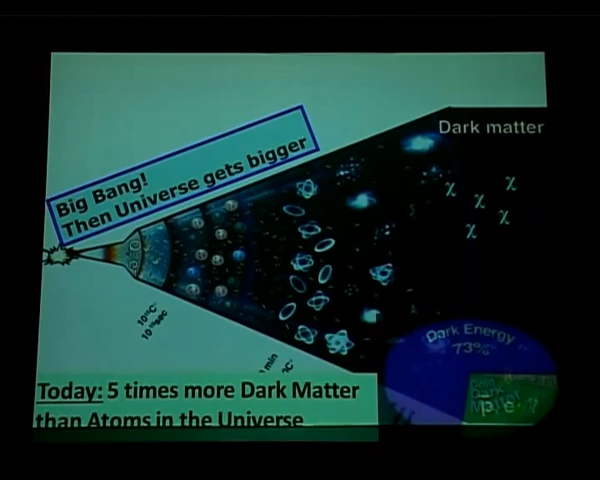 Dark matter
Big Bang!
Then Universe gets bigger
χ χ χ χ χ
Dark Energy
73%
min
Today: 5 times more Dark Matter
than Atoms in the Universe